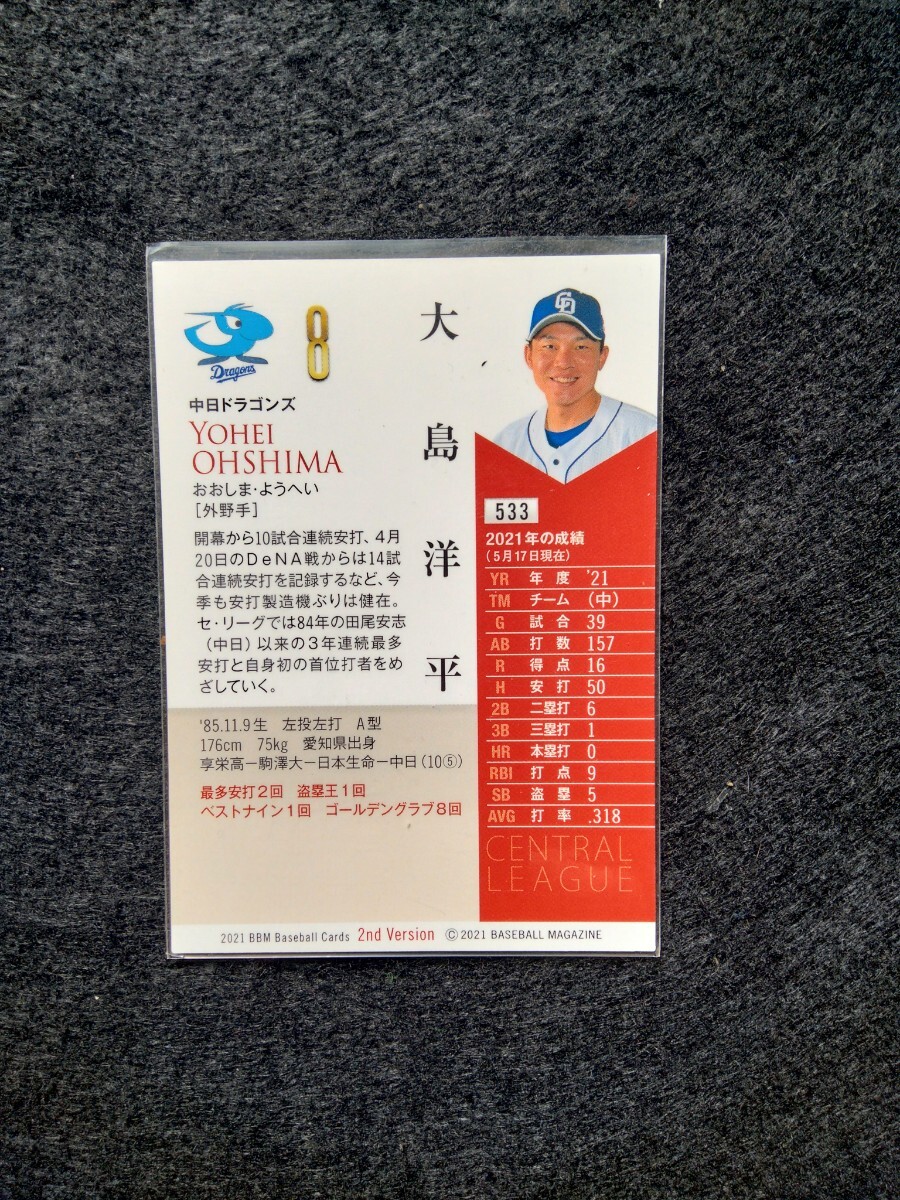 Dragons
8
中日ドラゴンズ
YOHEI
OHSHIMA
おおしま・ようへい
[外野手]
大島洋平
開幕から10試合連続安打、4月
20日のDeNA戦からは14試
合連続安打を記録するなど、今
季も安打製造機ぶりは健在。
セ・リーグでは84年の田尾安志
(中日)以来の3年連続最多
安打と自身初の首位打者をめ
ざしていく。
'85.11.9生 左投左打 A型
176cm 75kg 愛知県出身
享栄高―駒澤大―日本生命―中日(10⑤)
最多安打2回 盗塁王1回
ベストナイン1回 ゴールデングラブ8回
CD
533
2021年の成績
(5月17日現在)
YR 年度 '21
TM チーム (中)
G 試合 39
AB 打数 157
R 得点 16
H 安打 50
2B 二塁打 6
3B 三塁打 1
HR 本塁打 0
RBI 打点 9
SB 盗塁 5
AVG 打率 .318
CENTRAL
LEAGUE
2021 BBM Baseball Cards 2nd Version ©2021 BASEBALL MAGAZINE